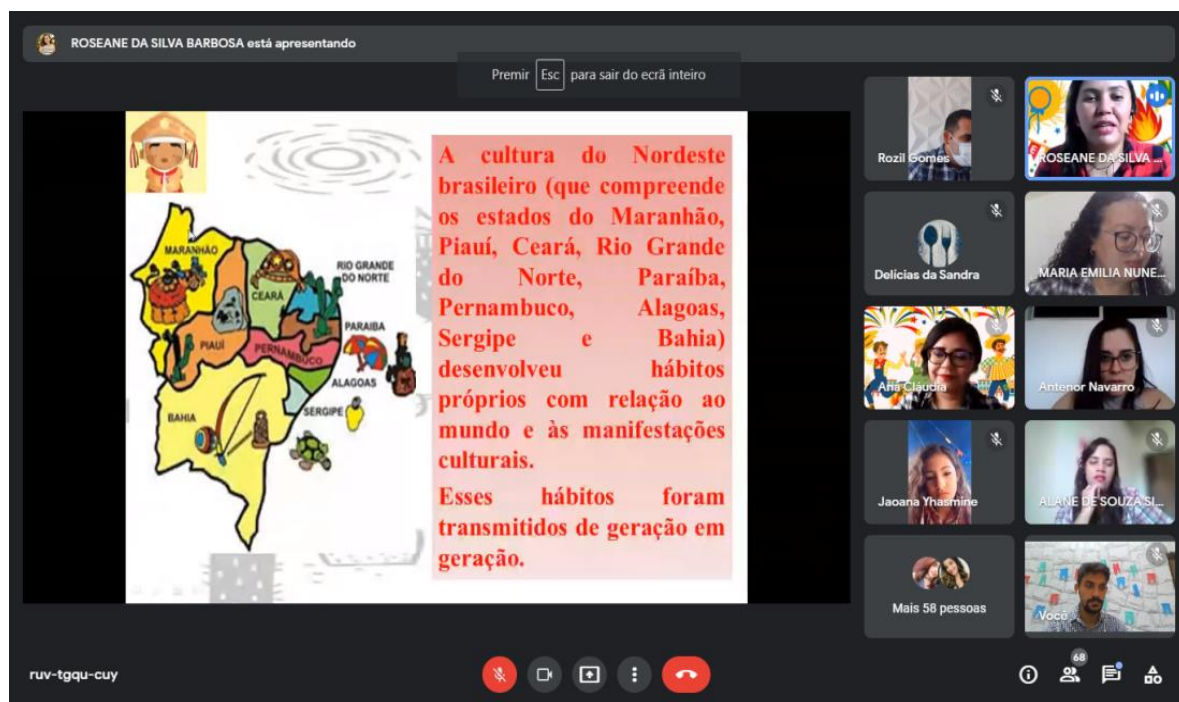 ROSEANE DA SILVA BARBOSA está apresentando
Premir Esc para sair do ecrã inteiro
A cultura do Nordeste
brasileiro (que compreende
os estados do Maranhão,
Piauí, Ceará, Rio Grande
do Norte, Paraíba,
Pernambuco, Alagoas,
Sergipe e Bahia)
desenvolveu hábitos
próprios com relação ao
mundo e às manifestações
culturais.
Esses hábitos foram
transmitidos de geração em
geração.
MARANHÃO
RIO GRANDE
DO NORTE
CEARÁ
PARAIBA
PIAUÍ
PERNAMBUCO
ALAGOAS
BAHIA
SERGIPE
Rozil Gomes
ROSEANE DA SILVA ...
Delícias da Sandra
MARIA EMILIA NUNE...
Ana Cláudia
Antenor Navarro
Jaoana Yhasmine
ALANE DE SOUZA SI...
Mais 58 pessoas
Você
ruv-tgqu-cuy
68